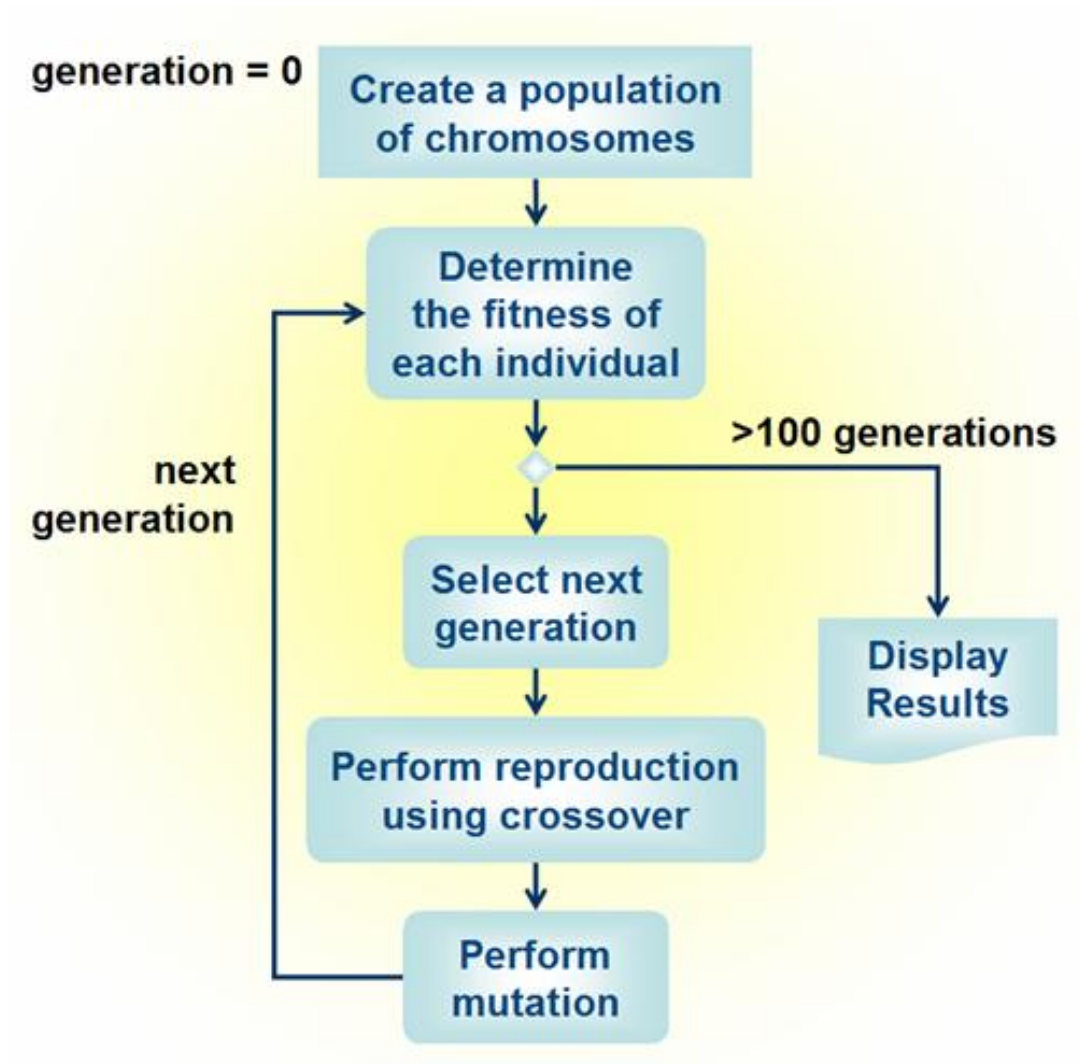 generation = 0
Create a population
of chromosomes
Determine
the fitness of
each individual
>100 generations
next
generation
Select next
generation
Display
Results
Perform reproduction
using crossover
Perform
mutation